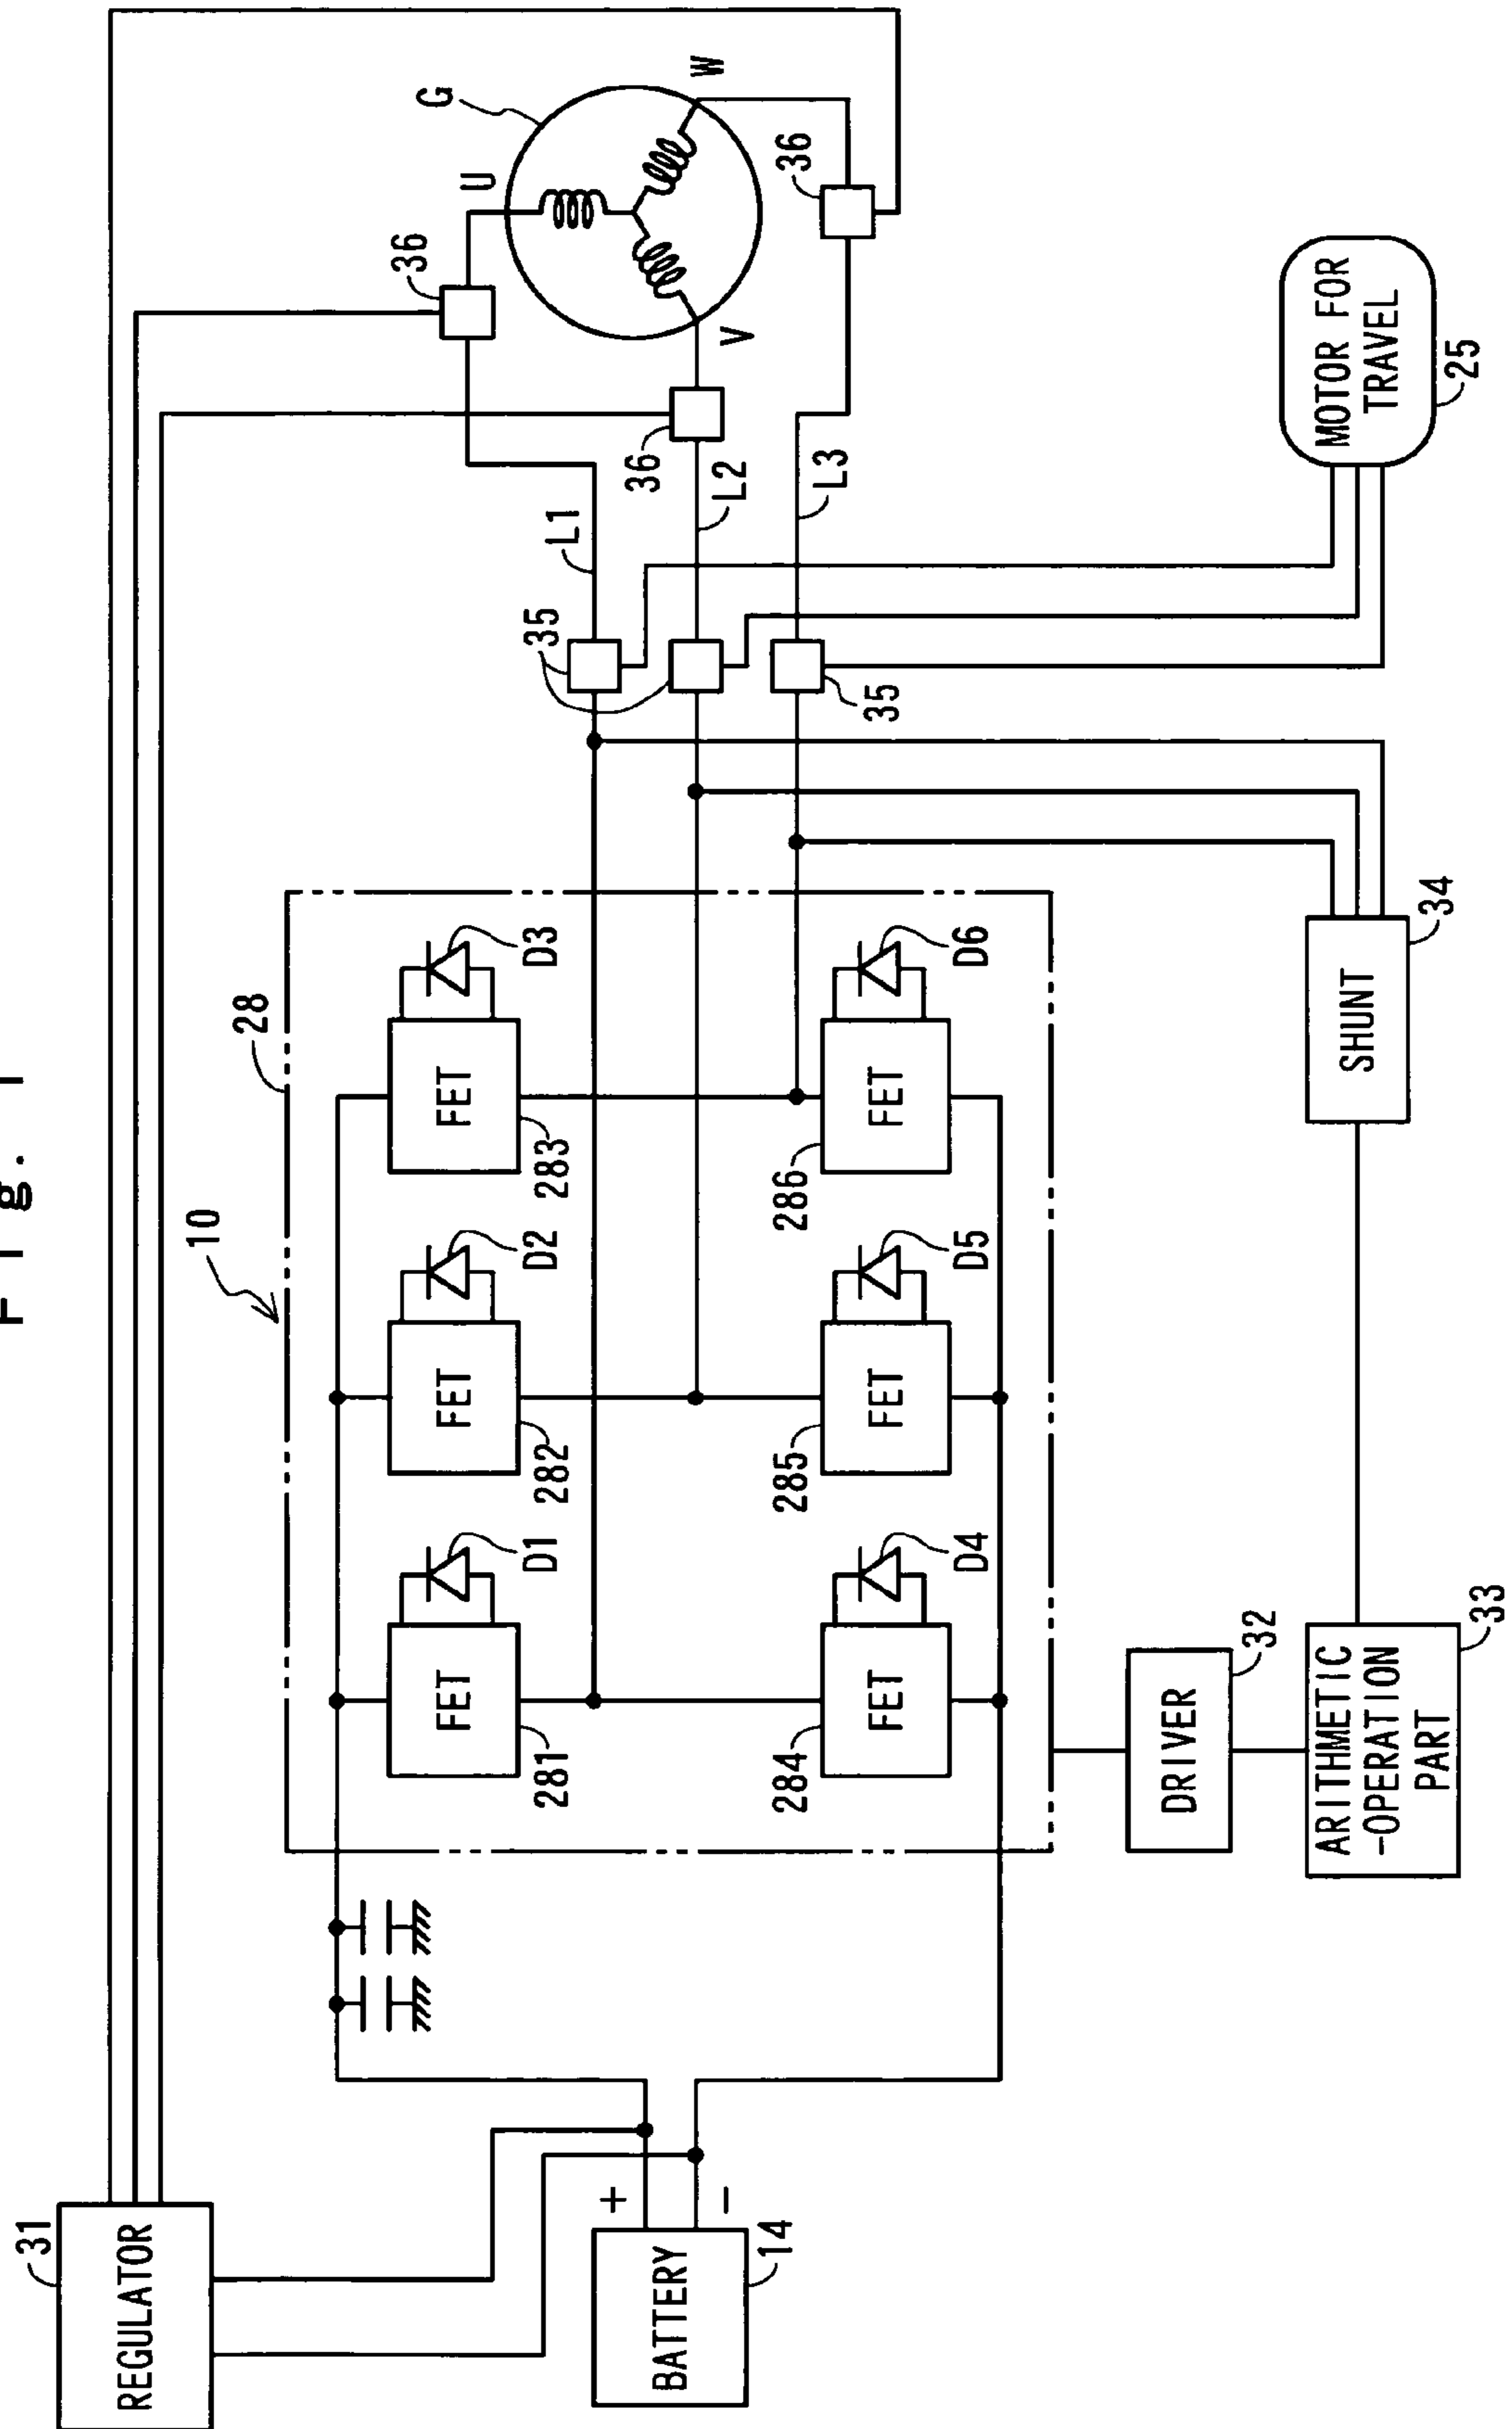 Fig. 1
31
REGULATOR
+
BATTERY
-
14
10
28
FET
281
D1
FET
282
D2
FET
283
D3
FET
284
D4
FET
285
D5
FET
286
D6
DRIVER
32
ARITHMETIC
-OPERATION
PART
33
SHUNT
34
35
35
L1
L2
L3
36
36
36
G
U
V
W
MOTOR FOR
TRAVEL
25